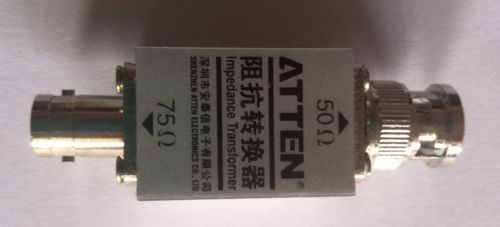 ATTEN®
阻抗转换器
Impedance Transformer
深圳市安泰信电子有限公司
SHENZHEN ATTEN ELECTRONICS CO., LTD
50Ω
75Ω